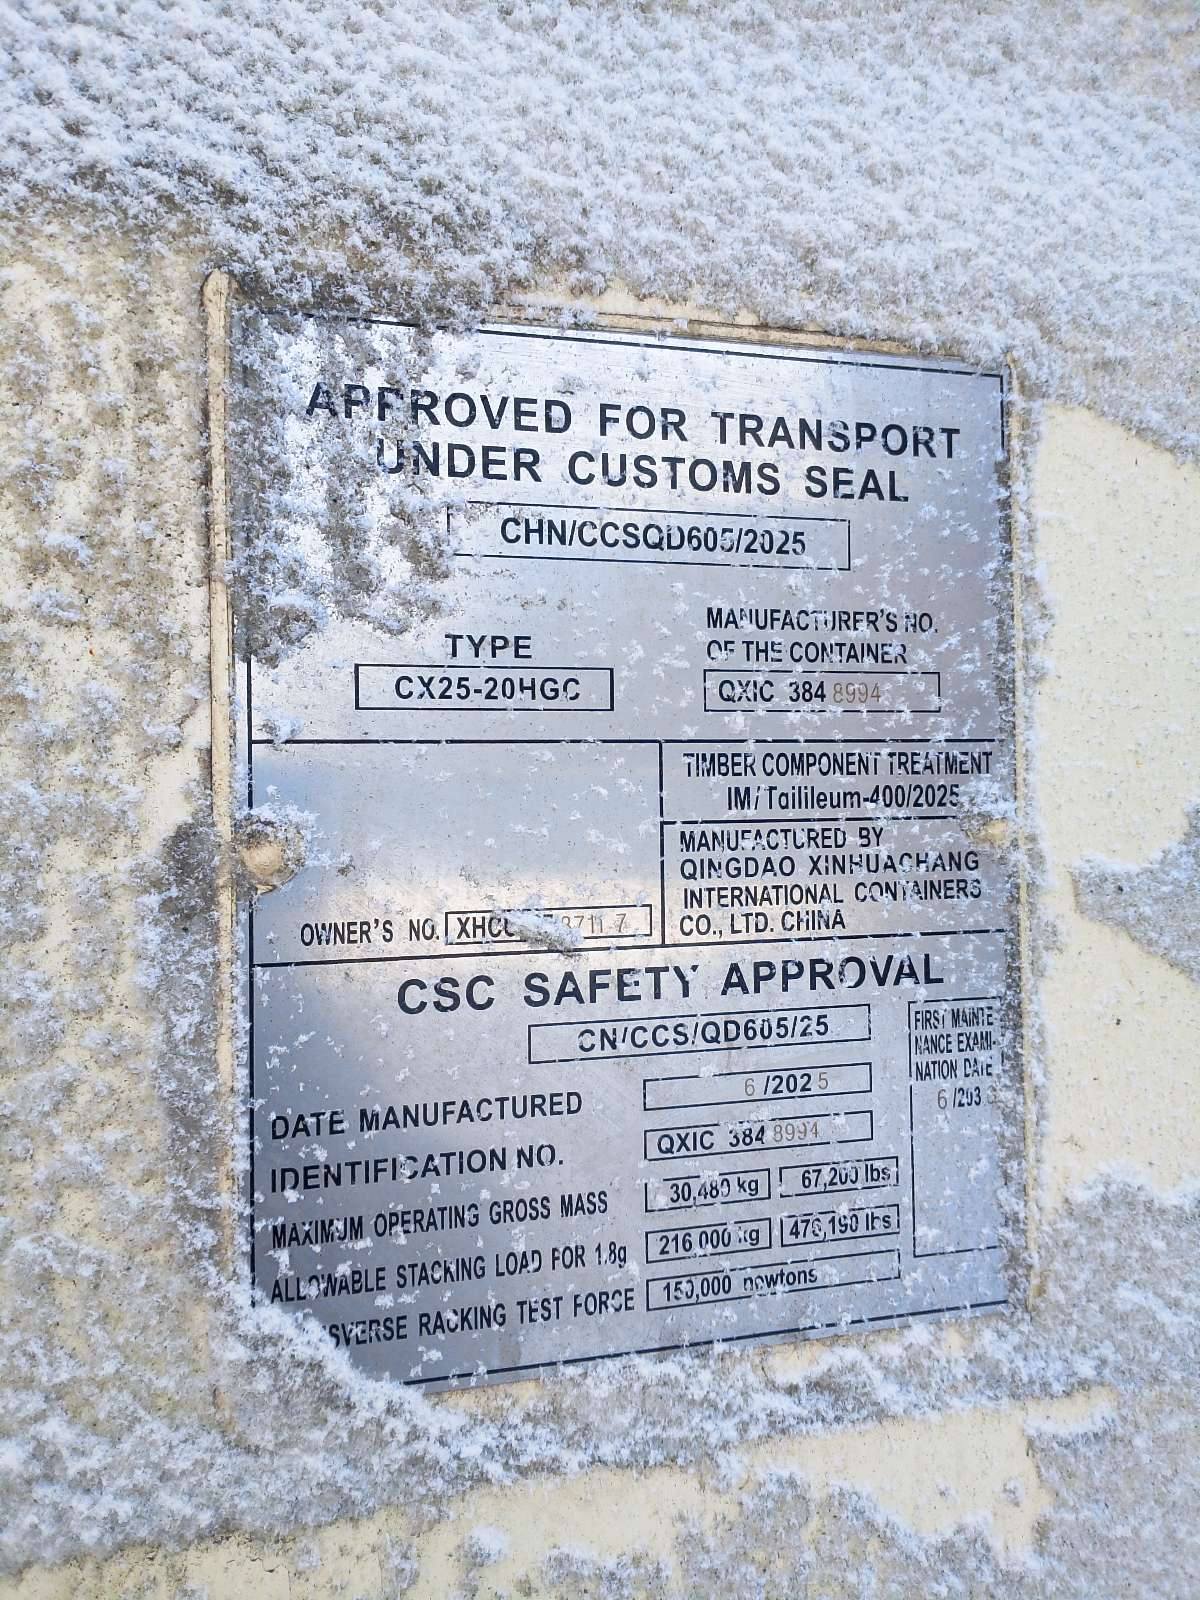 APPROVED FOR TRANSPORT
UNDER CUSTOMS SEAL
CHN/CCSQD605/2025
TYPE
CX25-20HGC
MANUFACTURER'S NO.
OF THE CONTAINER
QXIC 384 8994
TIMBER COMPONENT TREATMENT
IM/Tailileum-400/2025
MANUFACTURED BY
QINGDAO XINHUACHANG
INTERNATIONAL CONTAINERS
CO., LTD. CHINA
OWNER'S NO.
CSC SAFETY APPROVAL
CN/CCS/QD605/25
FIRST MAINTE
NANCE EXAMI-
NATION DATE
DATE MANUFACTURED 6 /2025
IDENTIFICATION NO. QXIC 384 8994
MAXIMUM OPERATING GROSS MASS 30,480 kg 67,200 lbs
ALLOWABLE STACKING LOAD FOR 1.8g 216,000 kg 476,190 lbs
RACKING TEST FORCE 150,000 newtons